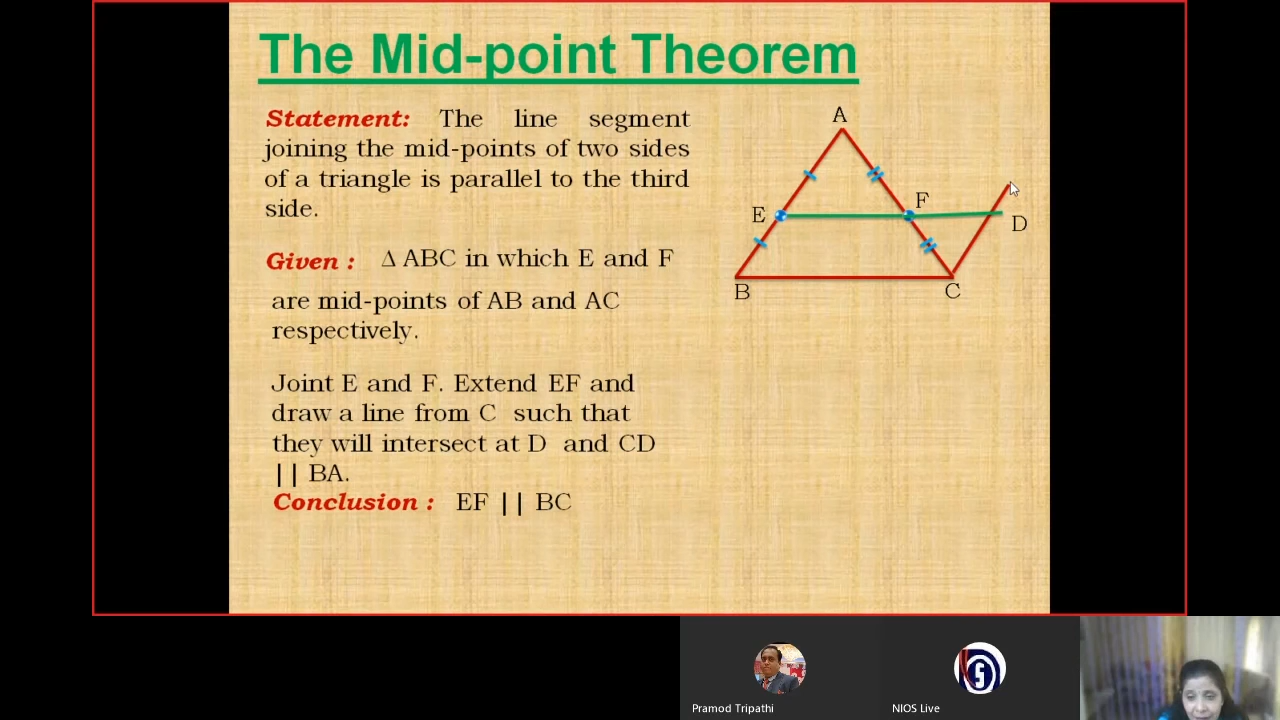 The Mid-point Theorem
Statement: The line segment
joining the mid-points of two sides
of a triangle is parallel to the third
side.
Given : Δ ABC in which E and F
are mid-points of AB and AC
respectively.
Joint E and F. Extend EF and
draw a line from C such that
they will intersect at D and CD
|| BA.
Conclusion : EF || BC
A
E
F
D
B
C
Pramod Tripathi
NIOS Live